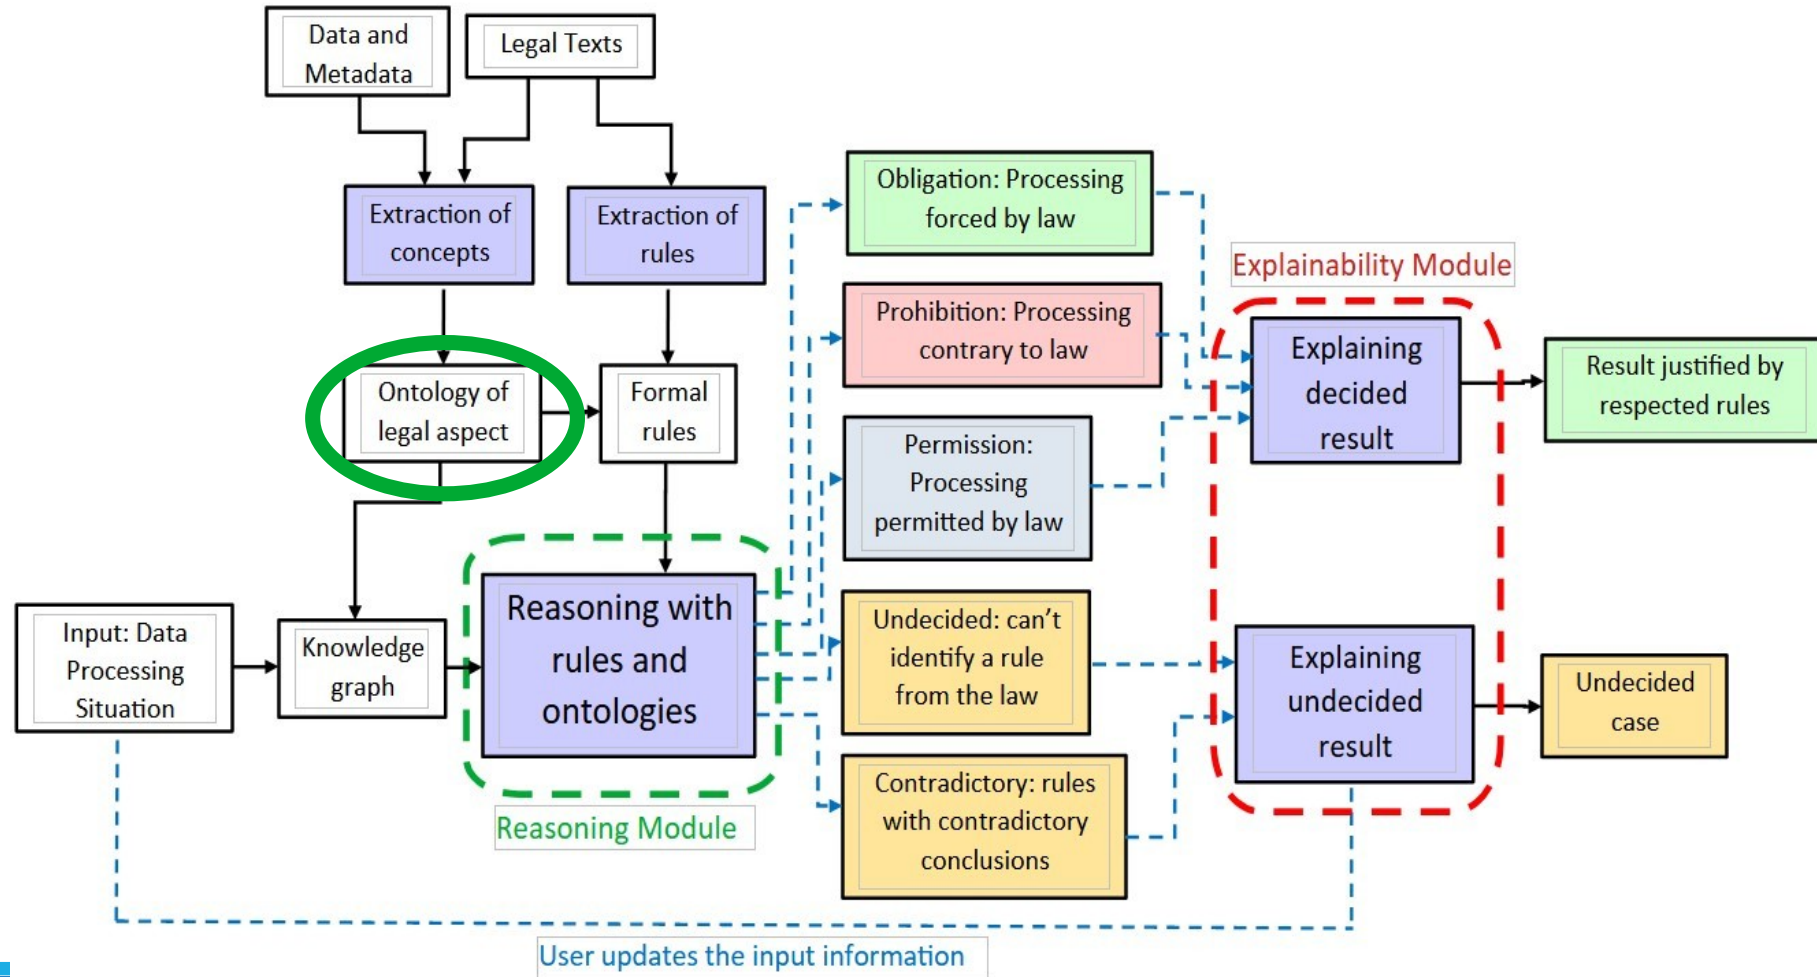 Data and
Metadata
Legal Texts
Extraction of
concepts
Extraction of
rules
Ontology of
legal aspect
Formal
rules
Input: Data
Processing
Situation
Knowledge
graph
Reasoning with
rules and
ontologies
Reasoning Module
Obligation: Processing
forced by law
Prohibition: Processing
contrary to law
Permission:
Processing
permitted by law
Undecided: can’t
identify a rule
from the law
Contradictory: rules
with contradictory
conclusions
Explainability Module
Explaining
decided
result
Explaining
undecided
result
Result justified by
respected rules
Undecided
case
User updates the input information